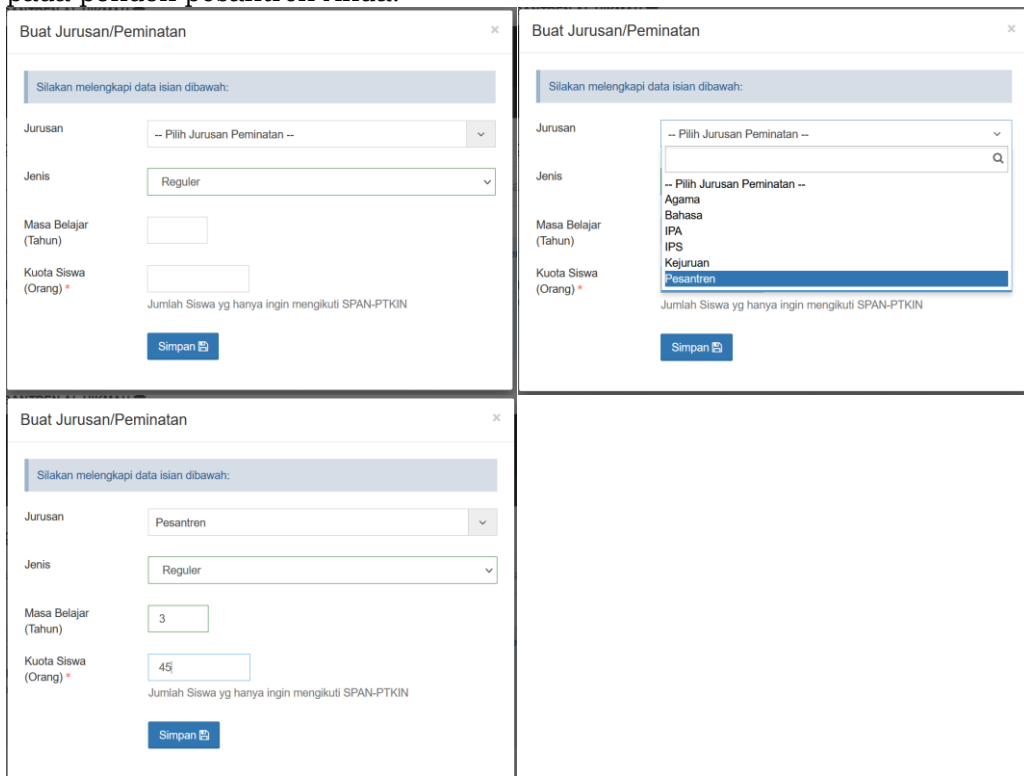 Buat Jurusan/Peminatan ×
Silakan melengkapi data isian dibawah:
Jurusan
-- Pilih Jurusan Peminatan --
Jenis
Reguler
Masa Belajar
(Tahun)
Kuota Siswa
(Orang) *
Jumlah Siswa yg hanya ingin mengikuti SPAN-PTKIN
Simpan
Buat Jurusan/Peminatan ×
Silakan melengkapi data isian dibawah:
Jurusan
-- Pilih Jurusan Peminatan --
Jenis
-- Pilih Jurusan Peminatan --
Agama
Bahasa
Masa Belajar
(Tahun)
IPA
IPS
Kejuruan
Kuota Siswa
(Orang) *
Pesantren
Jumlah Siswa yg hanya ingin mengikuti SPAN-PTKIN
Simpan
Buat Jurusan/Peminatan ×
Silakan melengkapi data isian dibawah:
Jurusan
Pesantren
Jenis
Reguler
Masa Belajar
(Tahun)
3
Kuota Siswa
(Orang) *
45
Jumlah Siswa yg hanya ingin mengikuti SPAN-PTKIN
Simpan